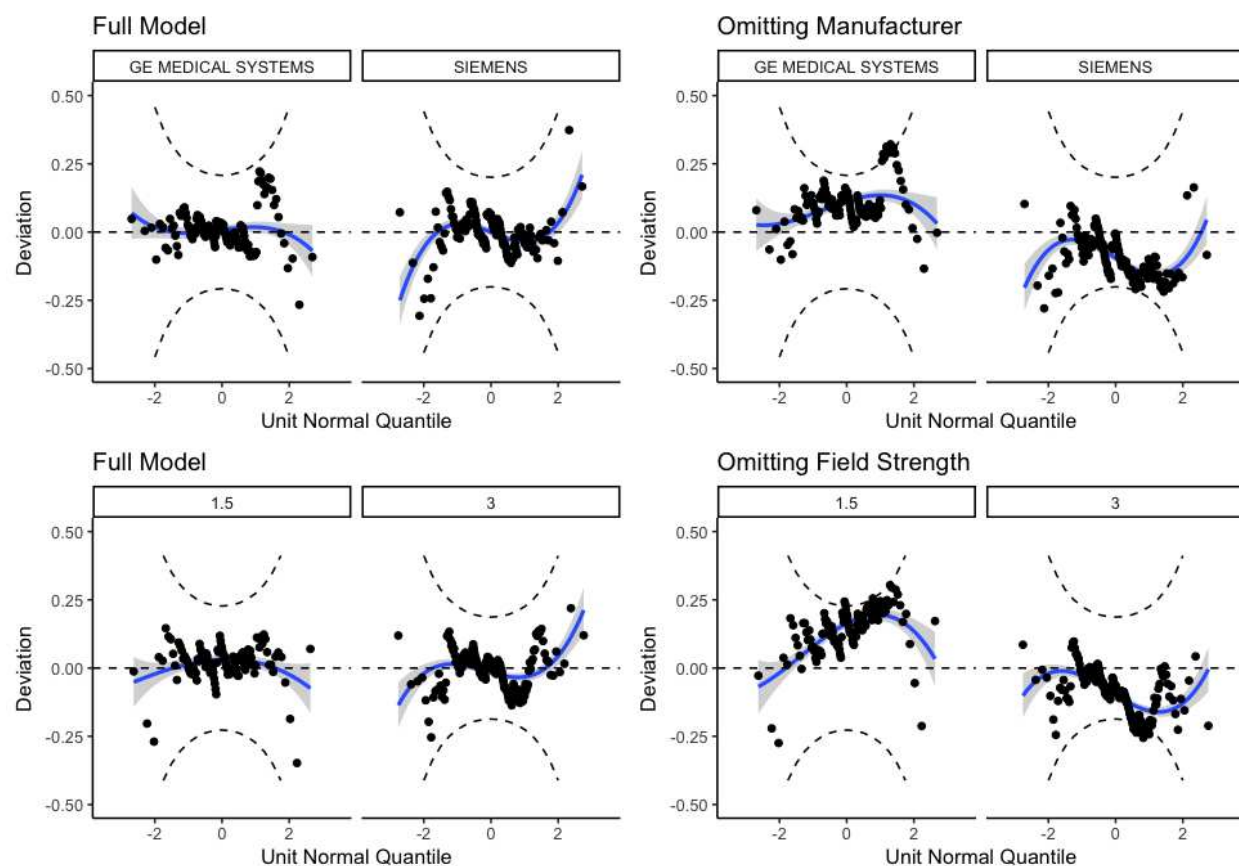 Full Model
Omitting Manufacturer
GE MEDICAL SYSTEMS
SIEMENS
GE MEDICAL SYSTEMS
SIEMENS
0.50
0.25
0.00
-0.25
-0.50
Deviation
-2 0 2
-2 0 2
Unit Normal Quantile
0.50
0.25
0.00
-0.25
-0.50
Deviation
-2 0 2
-2 0 2
Unit Normal Quantile
Full Model
Omitting Field Strength
1.5
3
1.5
3
0.50
0.25
0.00
-0.25
-0.50
Deviation
-2 0 2
-2 0 2
Unit Normal Quantile
0.50
0.25
0.00
-0.25
-0.50
Deviation
-2 0 2
-2 0 2
Unit Normal Quantile